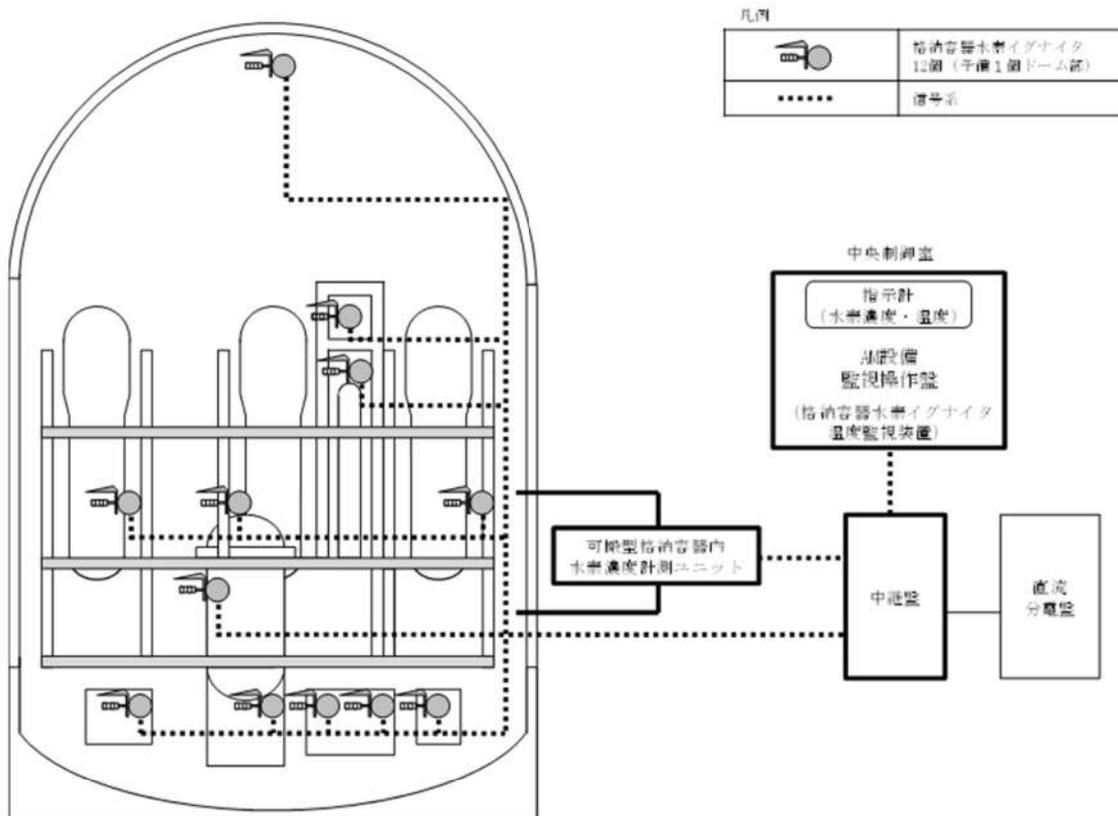 凡例
格納容器水素イグナイタ
12個（予備１個ドーム部）
信号系
中央制御室
指示計
（水素濃度・温度）
AM設備
監視操作盤
（格納容器水素イグナイタ
温度監視装置）
可搬型格納容器内
水素濃度計測ユニット
中継盤
直流
分電盤